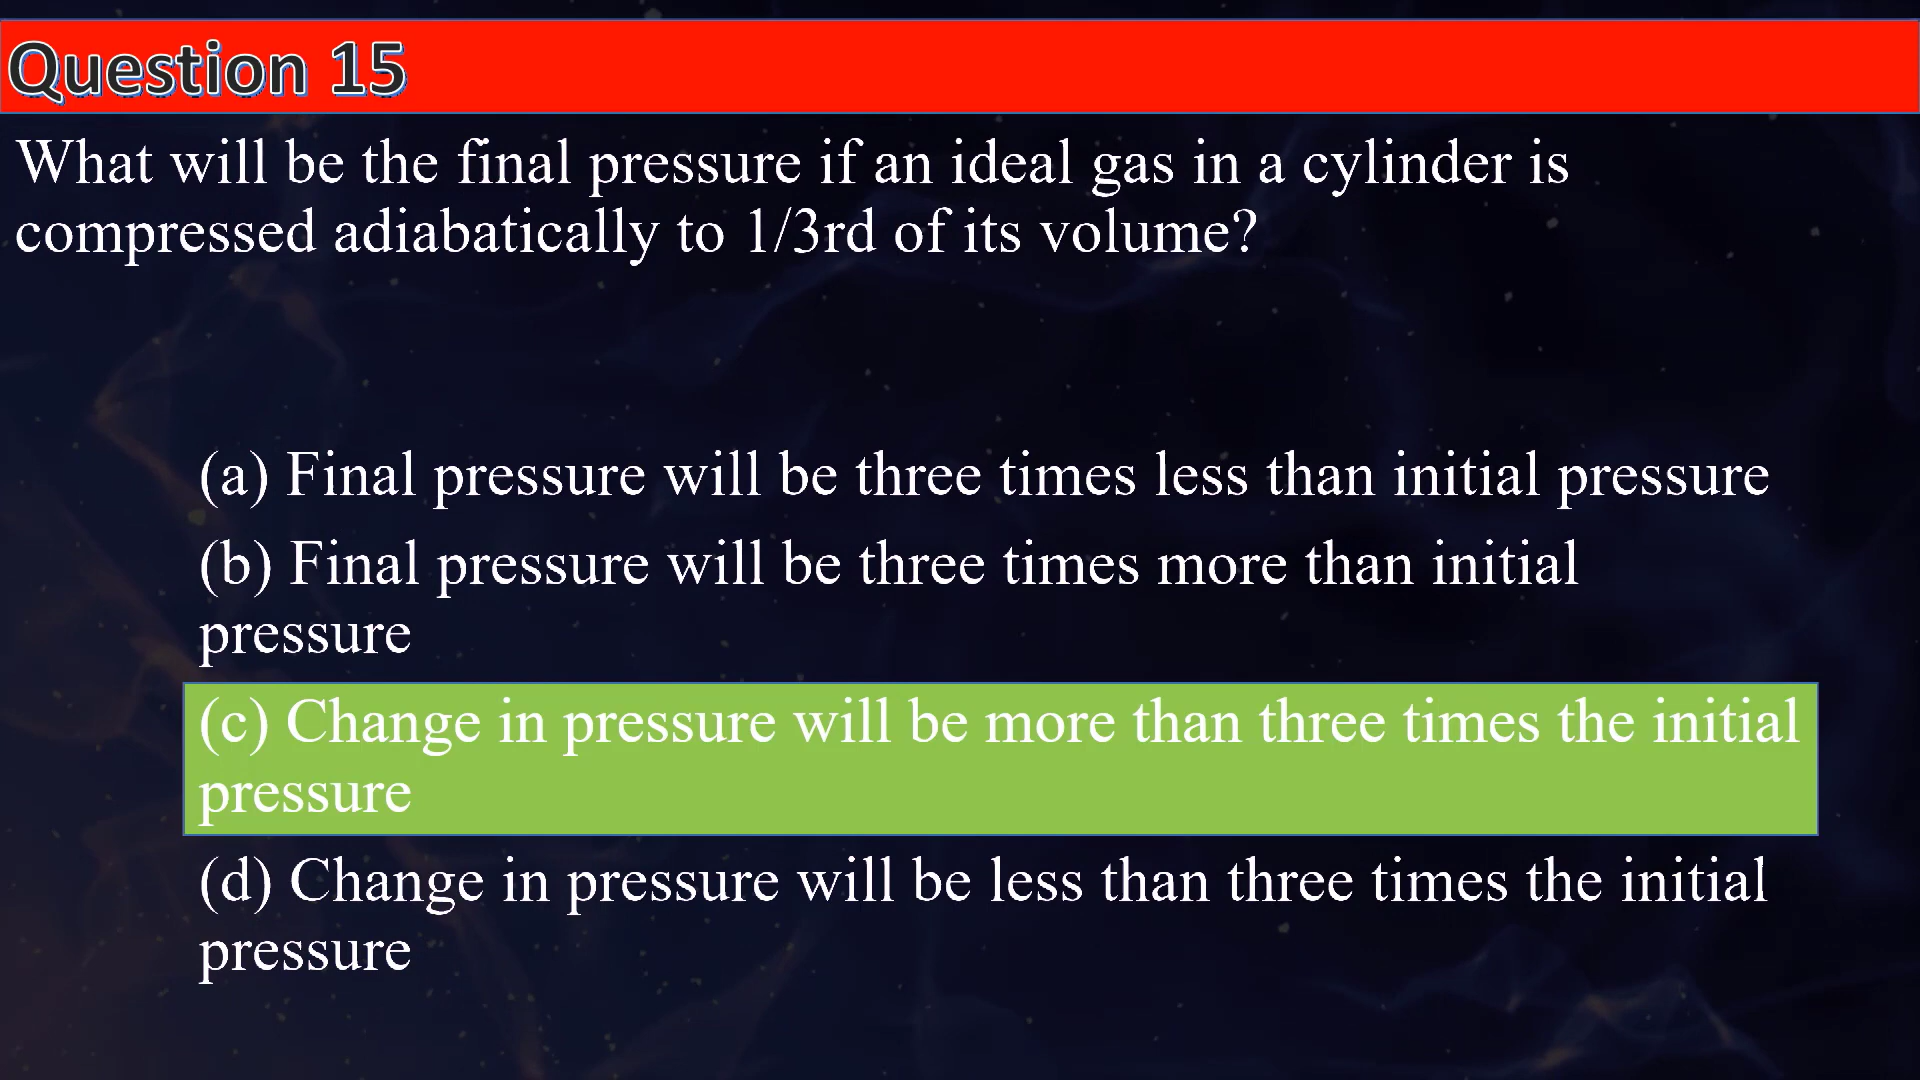 Question 15
What will be the final pressure if an ideal gas in a cylinder is
compressed adiabatically to 1/3rd of its volume?
(a) Final pressure will be three times less than initial pressure
(b) Final pressure will be three times more than initial
pressure
(c) Change in pressure will be more than three times the initial
pressure
(d) Change in pressure will be less than three times the initial
pressure